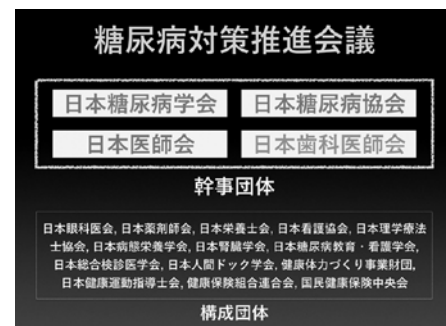 糖尿病対策推進会議
日本糖尿病学会 日本糖尿病協会
日本医師会 日本歯科医師会
幹事団体
日本眼科医会, 日本薬剤師会, 日本栄養士会, 日本看護協会, 日本理学療法
士協会, 日本病態栄養学会, 日本腎臓学会, 日本糖尿病教育・看護学会,
日本総合検診医学会, 日本人間ドック学会, 健康体力づくり事業財団,
日本健康運動指導士会, 健康保険組合連合会, 国民健康保険中央会
構成団体